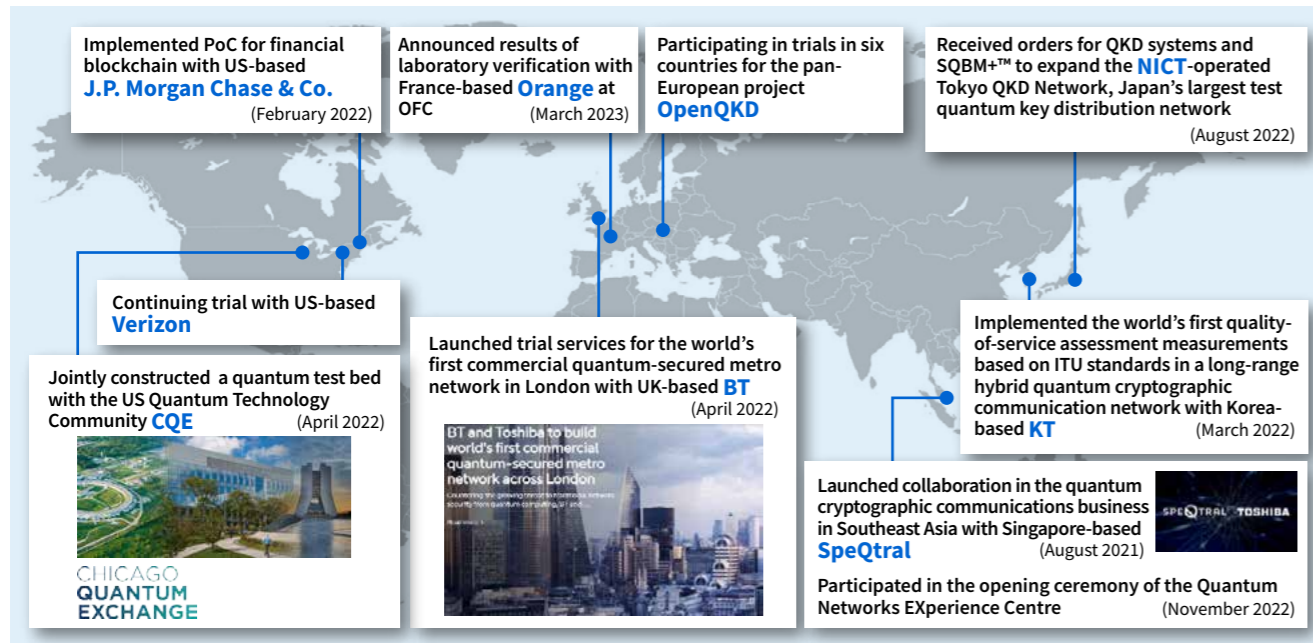 Implemented PoC for financial
blockchain with US-based
J.P. Morgan Chase & Co.
(February 2022)
Announced results of
laboratory verification with
France-based Orange at
OFC (March 2023)
Participating in trials in six
countries for the pan-
European project
OpenQKD
Received orders for QKD systems and
SQBM+™ to expand the NICT-operated
Tokyo QKD Network, Japan's largest test
quantum key distribution network
(August 2022)
Continuing trial with US-based
Verizon
Jointly constructed a quantum test bed
with the US Quantum Technology
Community CQE (April 2022)
CHICAGO
QUANTUM
EXCHANGE
Launched trial services for the world's
first commercial quantum-secured metro
network in London with UK-based BT
(April 2022)
BT and Toshiba to build
world's first commercial
quantum-secured metro
network across London
Implemented the world's first quality-
of-service assessment measurements
based on ITU standards in a long-range
hybrid quantum cryptographic
communication network with Korea-
based KT (March 2022)
Launched collaboration in the quantum
cryptographic communications business
in Southeast Asia with Singapore-based
SpeQtral (August 2021)
SPEQTRAL TOSHIBA
Participated in the opening ceremony of the Quantum
Networks EXperience Centre (November 2022)